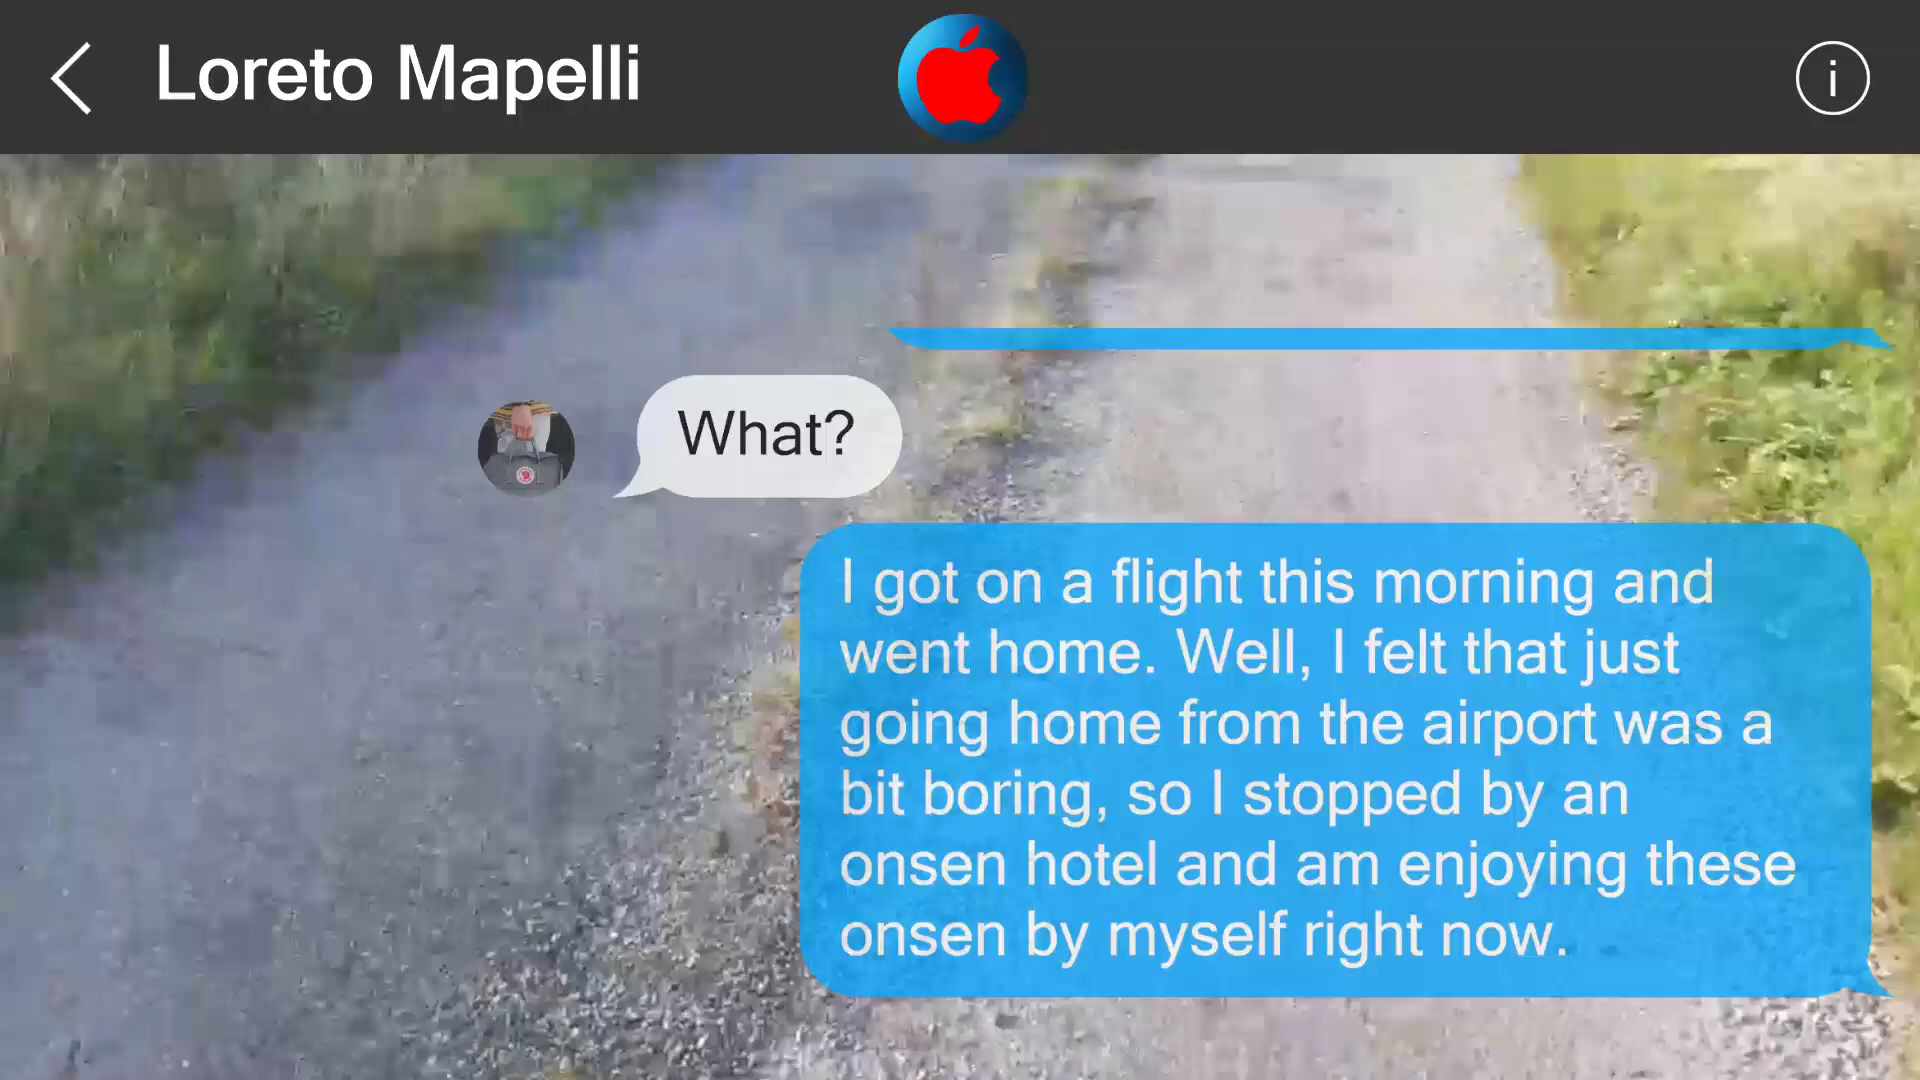 Loreto Mapelli
What?
I got on a flight this morning and
went home. Well, I felt that just
going home from the airport was a
bit boring, so I stopped by an
onsen hotel and am enjoying these
onsen by myself right now.